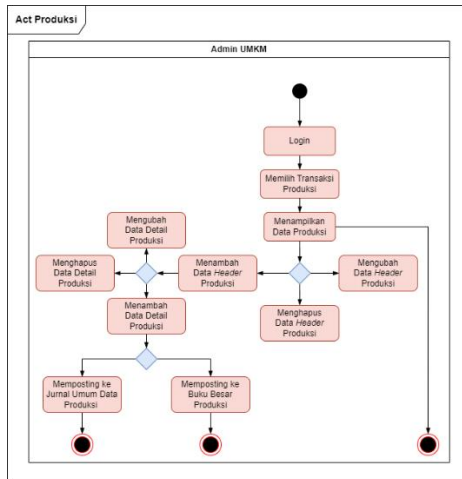 Act Produksi
Admin UMKM
Login
Memilih Transaksi
Produksi
Menampilkan
Data Produksi
Mengubah
Data Detail
Produksi
Menghapus
Data Detail
Produksi
Menambah
Data Header
Produksi
Mengubah
Data Header
Produksi
Menambah
Data Detail
Produksi
Menghapus
Data Header
Produksi
Memposting ke
Jurnal Umum Data
Produksi
Memposting ke
Buku Besar
Produksi